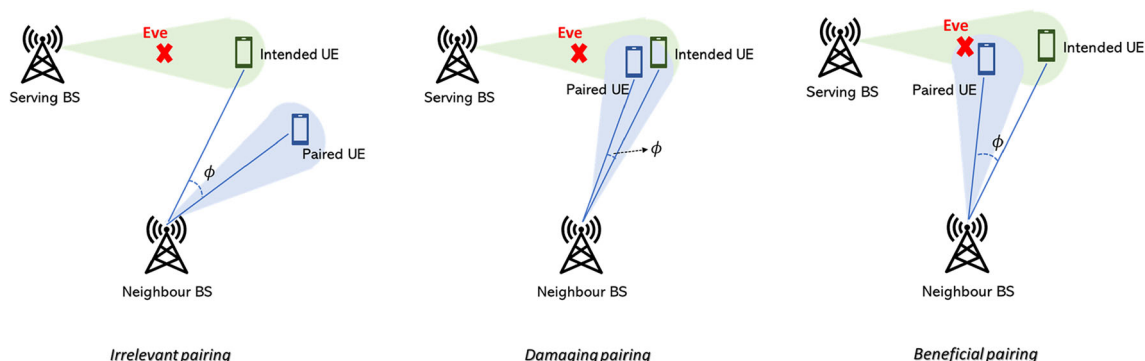 Eve
Intended UE
Serving BS
Paired UE
ϕ
Neighbour BS
Irrelevant pairing
Eve
Intended UE
Serving BS
Paired UE
ϕ
Neighbour BS
Damaging pairing
Eve
Intended UE
Serving BS
Paired UE
ϕ
Neighbour BS
Beneficial pairing